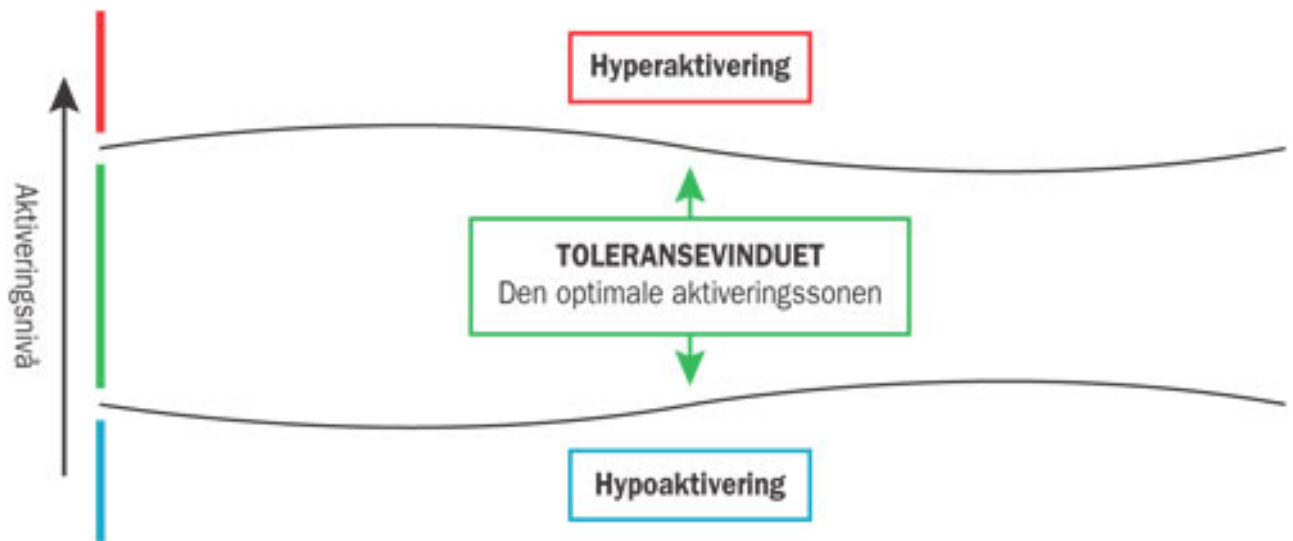 Hyperaktivering
Aktiveringsnivå
TOLERANSEVINDUET
Den optimale aktiveringssonen
Hypoaktivering